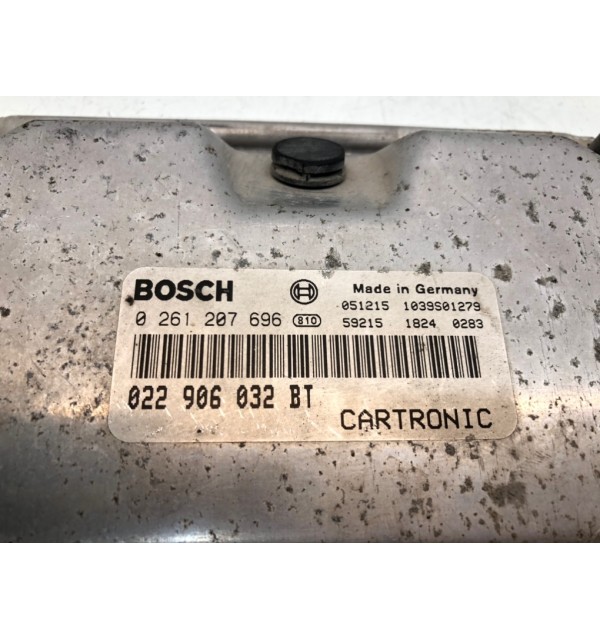 BOSCH Made in Germany
051215 1039S01279
0 261 207 696 810 59215 1824 0283
022 906 032 BT
CARTRONIC